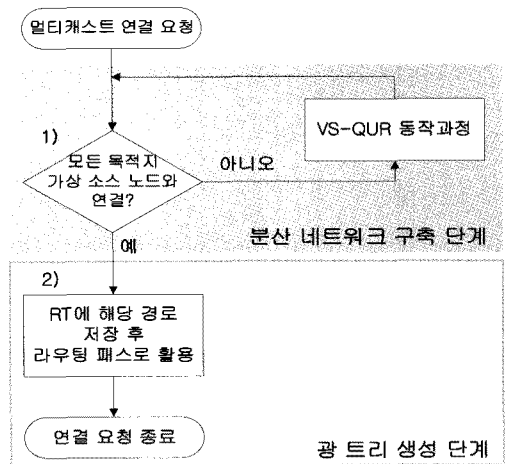 멀티캐스트 연결 요청
VS-QUR 동작과정
1)
모든 목적지
가상 소스 노드와
연결?
아니오
분산 네트워크 구축 단계
예
2)
RT에 해당 경로
저장 후
라우팅 패스로 활용
연결 요청 종료
광 트리 생성 단계